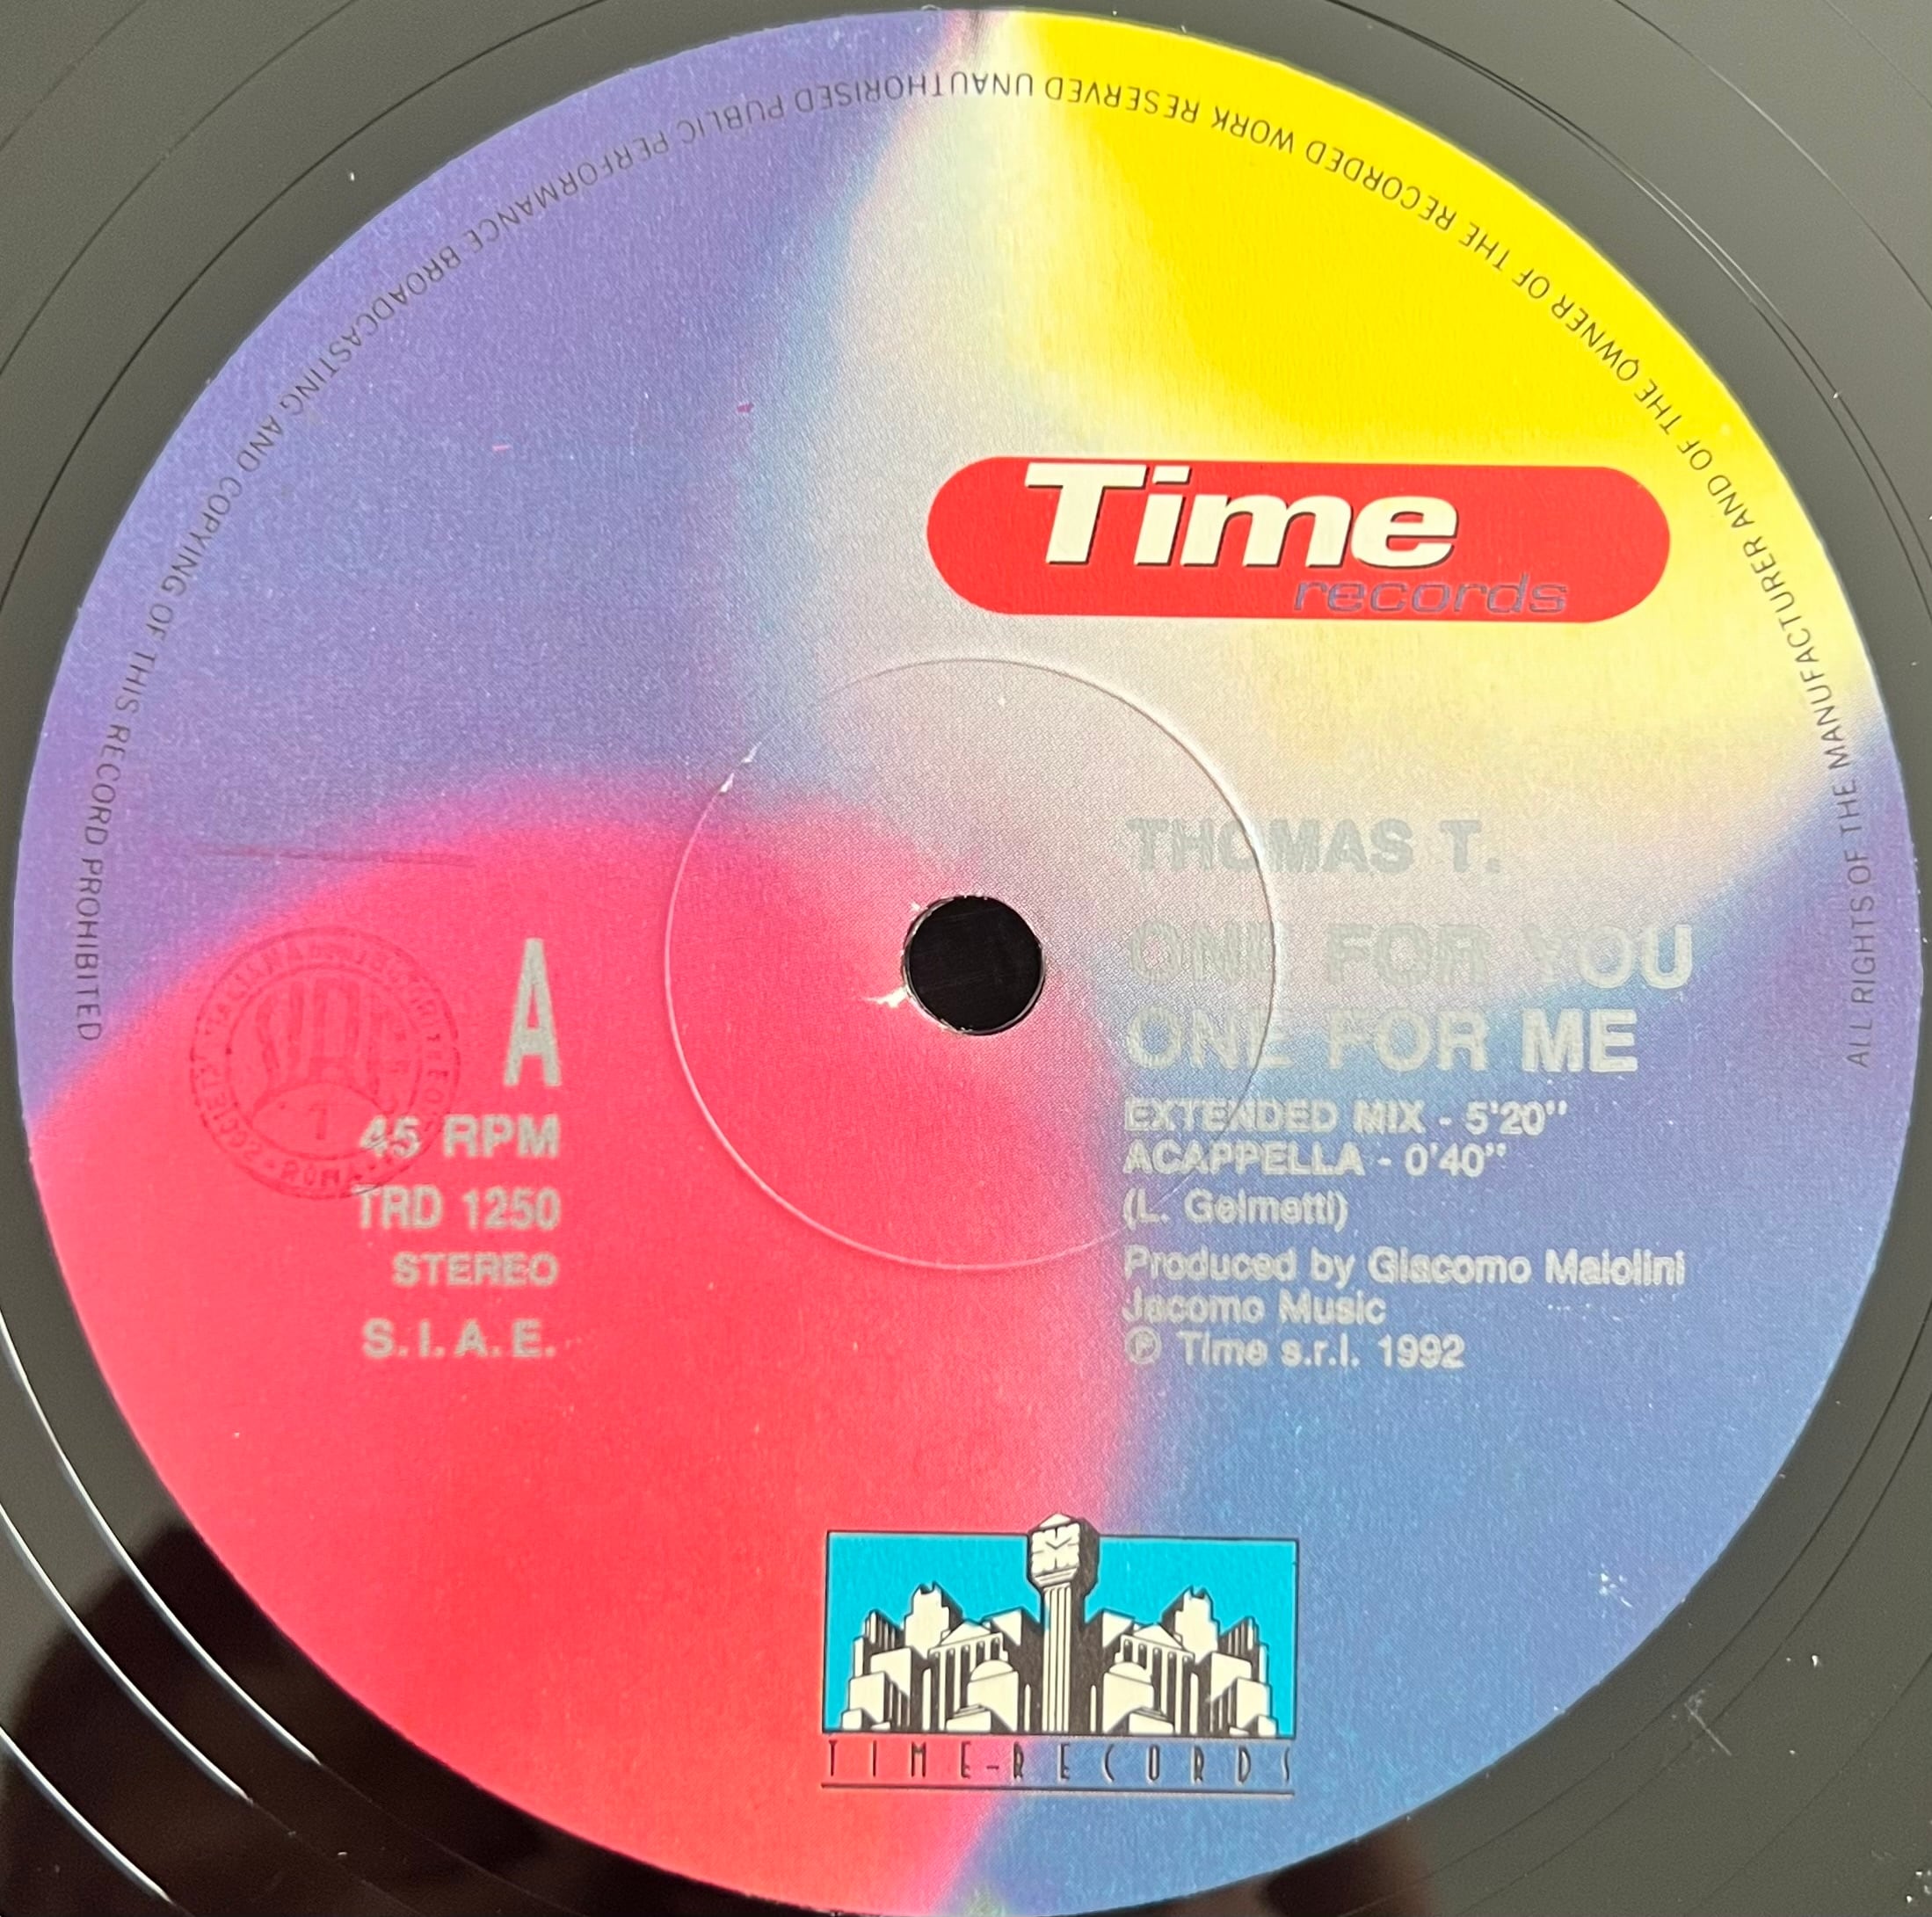 ALL RIGHTS OF THE MANUFACTURER AND OF THE OWNER OF THE RECORDED WORK RESERVED UNAUTHORISED PUBLIC PERFORMANCE BROADCASTING AND COPYING OF THIS RECORD PROHIBITED
Time
records
THOMAS T.
ONE FOR YOU
ONE FOR ME
EXTENDED MIX - 5'20"
ACAPPELLA - 0'40"
(L. Gelmetti)
Produced by Giacomo Maiolini
Jacomo Music
℗ Time s.r.l. 1992
A
45 RPM
TRD 1250
STEREO
S.I.A.E.
ROMA
TIME-RECORDS